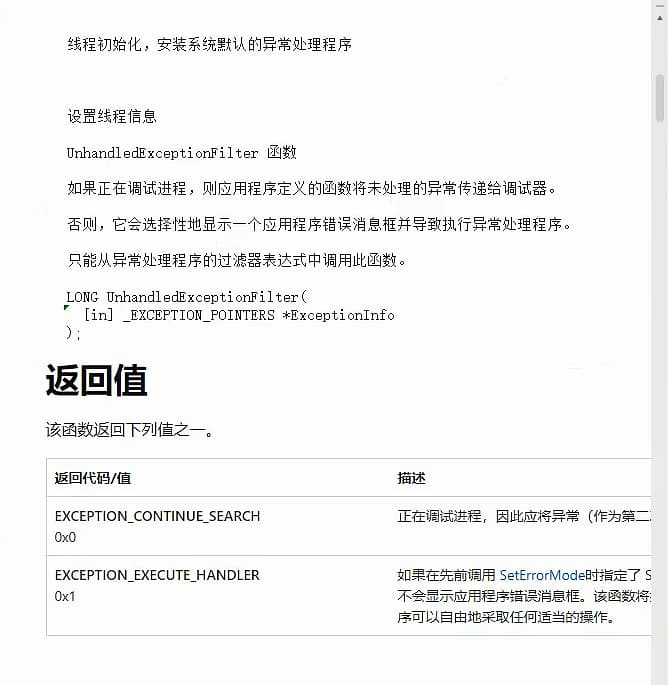 线程初始化，安装系统默认的异常处理程序
设置线程信息
UnhandledExceptionFilter 函数
如果正在调试进程，则应用程序定义的函数将未处理的异常传递给调试器。
否则，它会选择性地显示一个应用程序错误消息框并导致执行异常处理程序。
只能从异常处理程序的过滤器表达式中调用此函数。
LONG UnhandledExceptionFilter(
[in] _EXCEPTION_POINTERS *ExceptionInfo
);
返回值
该函数返回下列值之一。
返回代码/值 描述
EXCEPTION_CONTINUE_SEARCH 正在调试进程，因此应将异常（作为第二
0x0
EXCEPTION_EXECUTE_HANDLER 如果在先前调用 SetErrorMode时指定了 S
0x1 不会显示应用程序错误消息框。该函数将
序可以自由地采取任何适当的操作。